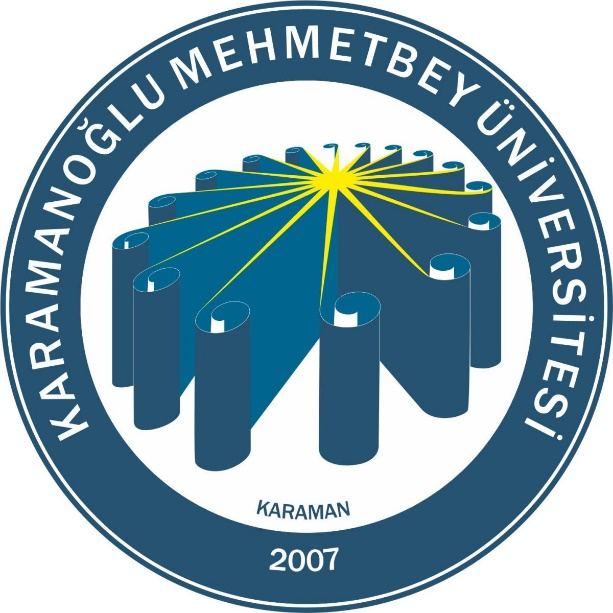 KARAMANOĞLU MEHMETBEY ÜNİVERSİTESİ
KARAMAN
2007